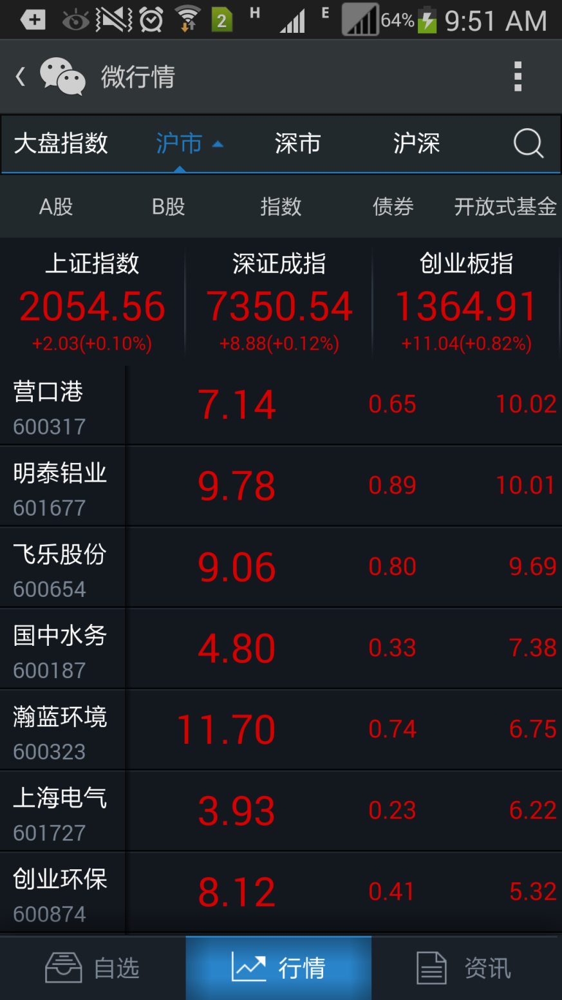 2 H E 64% 9:51 AM
微行情
大盘指数 沪市 深市 沪深
A股 B股 指数 债券 开放式基金
上证指数 深证成指 创业板指
2054.56 7350.54 1364.91
+2.03(+0.10%) +8.88(+0.12%) +11.04(+0.82%)
营口港
7.14 0.65 10.02
600317
明泰铝业
9.78 0.89 10.01
601677
飞乐股份
9.06 0.80 9.69
600654
国中水务
4.80 0.33 7.38
600187
瀚蓝环境
11.70 0.74 6.75
600323
上海电气
3.93 0.23 6.22
601727
创业环保
8.12 0.41 5.32
600874
自选 行情 资讯